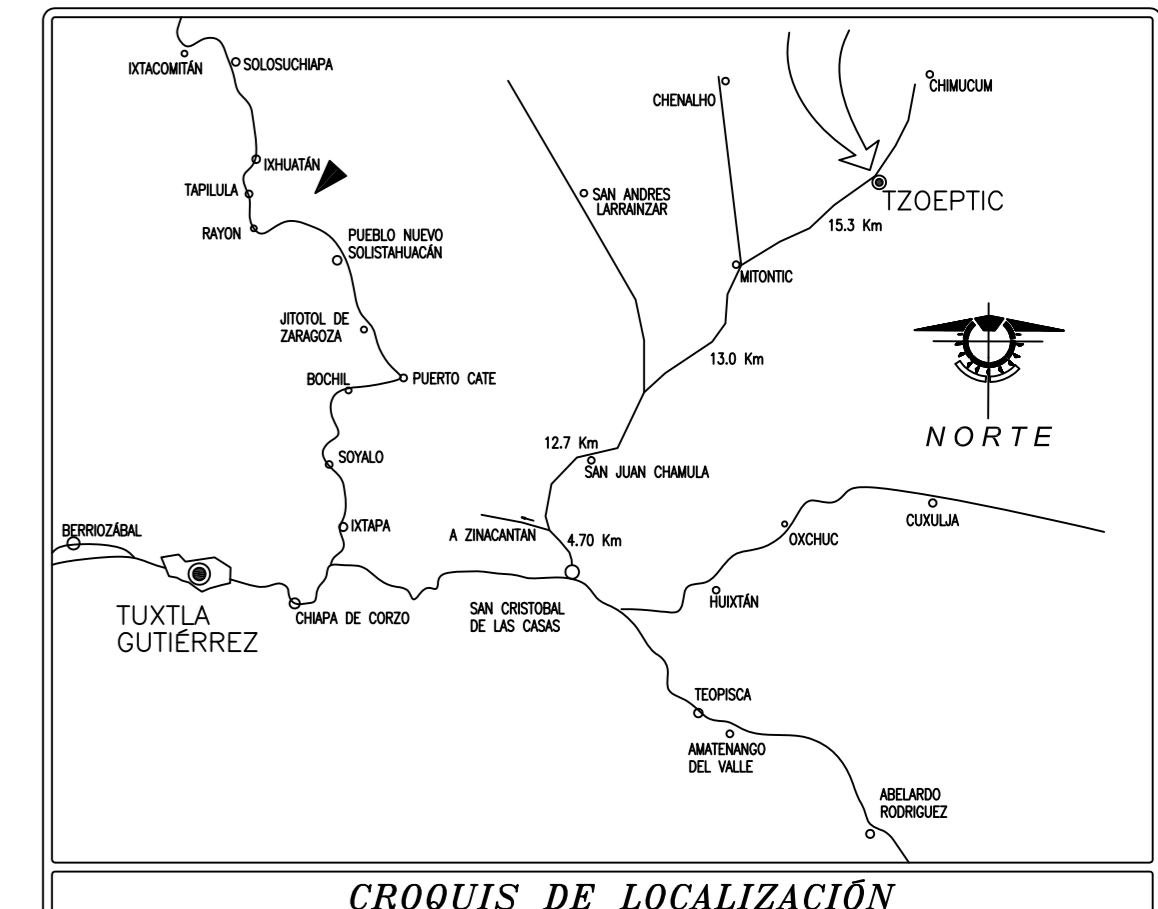 IXTACOMITÁN
SOLOSUCHIAPA
CHENALHO
CHIMUCUM
IXHUATÁN
TAPILULA
SAN ANDRES
LARRAINZAR
TZOEPTIC
RAYON
15.3 Km
PUEBLO NUEVO
SOLISTAHUACÁN
MITONTIC
JITOTOL DE
ZARAGOZA
13.0 Km
BOCHIL
PUERTO CATE
NORTE
12.7 Km
SOYALO
SAN JUAN CHAMULA
CUXULJA
IXTAPA
BERRIOZÁBAL
A ZINACANTAN
4.70 Km
OXCHUC
HUIXTÁN
TUXTLA
GUTIÉRREZ
CHIAPA DE CORZO
SAN CRISTOBAL
DE LAS CASAS
TEOPISCA
AMATENANGO
DEL VALLE
ABELARDO
RODRIGUEZ
CROQUIS DE LOCALIZACIÓN